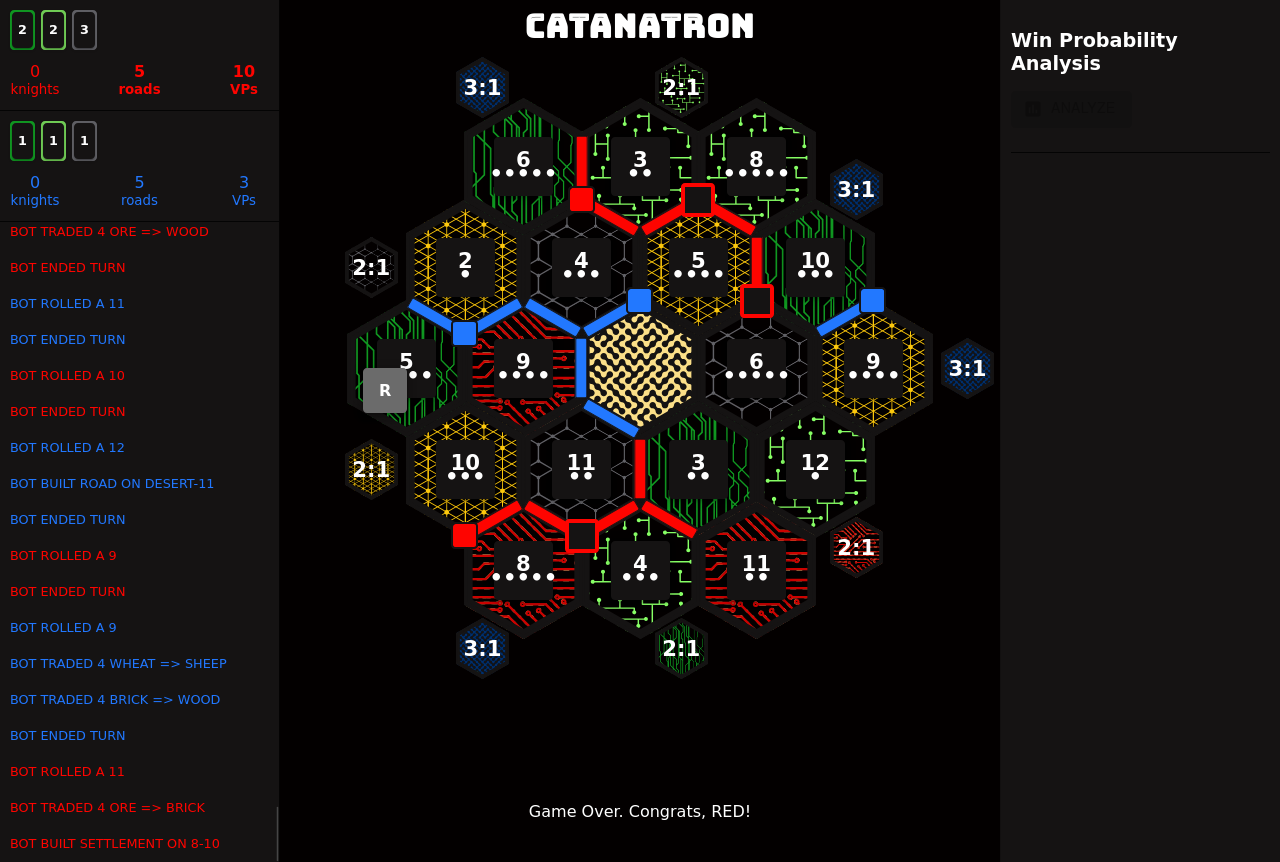 2 2 3
0 5 10
knights roads VPs
1 1 1
0 5 3
knights roads VPs
BOT TRADED 4 ORE => WOOD
BOT ENDED TURN
BOT ROLLED A 11
BOT ENDED TURN
BOT ROLLED A 10
BOT ENDED TURN
BOT ROLLED A 12
BOT BUILT ROAD ON DESERT-11
BOT ENDED TURN
BOT ROLLED A 9
BOT ENDED TURN
BOT ROLLED A 9
BOT TRADED 4 WHEAT => SHEEP
BOT TRADED 4 BRICK => WOOD
BOT ENDED TURN
BOT ROLLED A 11
BOT TRADED 4 ORE => BRICK
BOT BUILT SETTLEMENT ON 8-10
CATANATRON
3:1 2:1
6 3 8
3:1
2:1 2 4 5 10
5 9 6 9 3:1
R
2:1 10 11 3 12
8 4 11 2:1
3:1 2:1
Game Over. Congrats, RED!
Win Probability
Analysis
ANALYZE